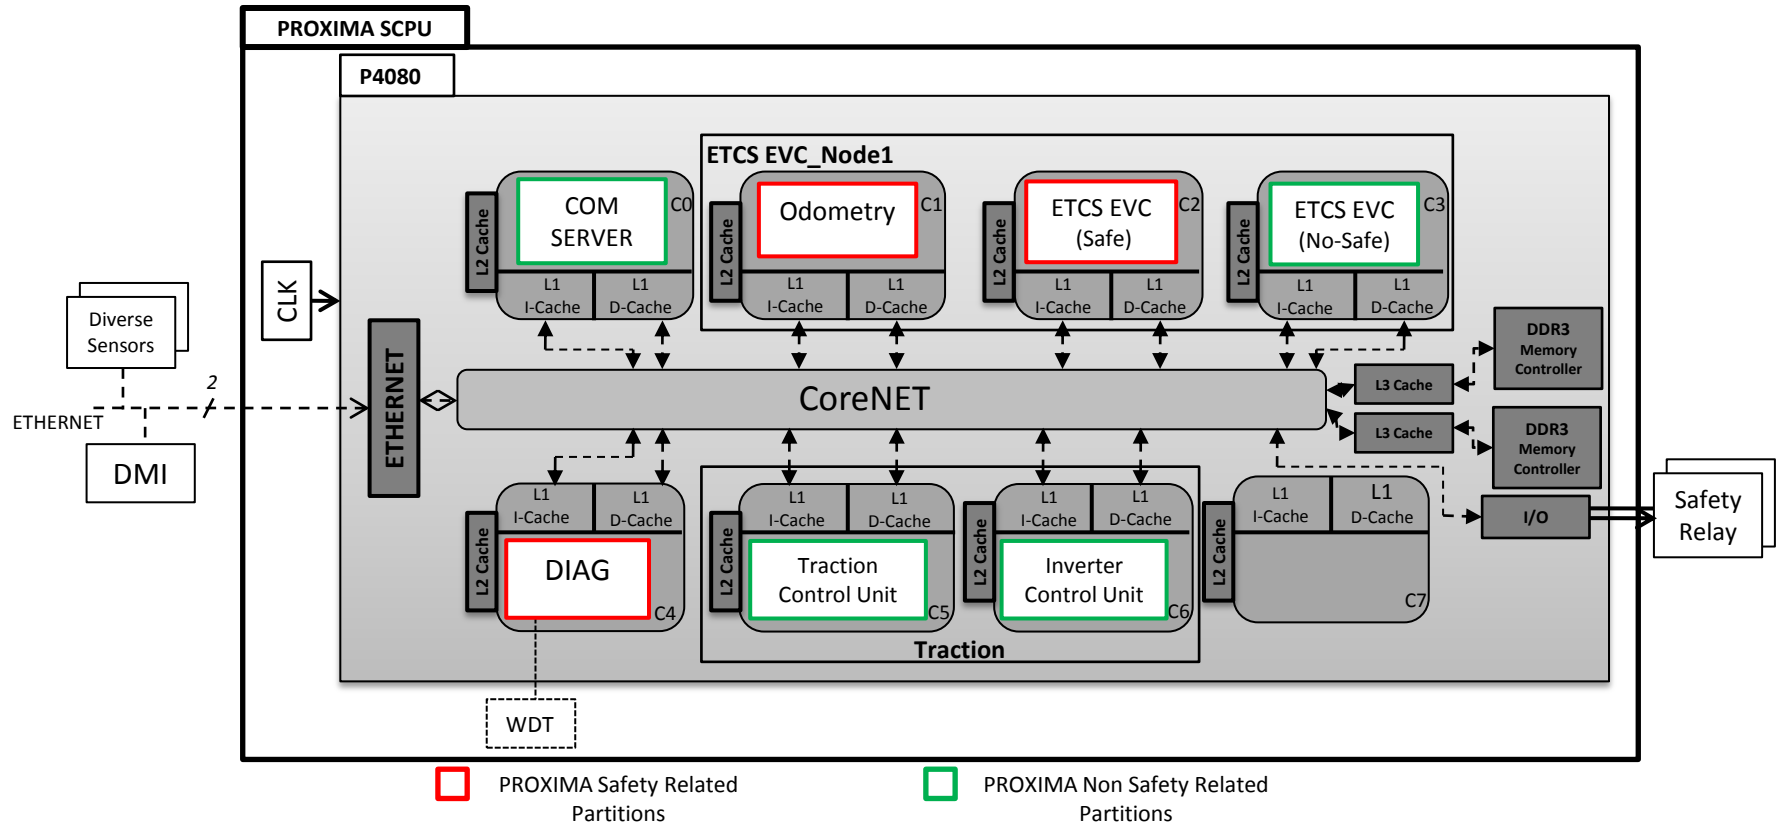 PROXIMA SCPU
P4080
ETCS EVC_Node1
L2 Cache
COM
SERVER
C0
L1
I-Cache
L1
D-Cache
L2 Cache
Odometry
C1
L1
I-Cache
L1
D-Cache
L2 Cache
ETCS EVC
(Safe)
C2
L1
I-Cache
L1
D-Cache
L2 Cache
ETCS EVC
(No-Safe)
C3
L1
I-Cache
L1
D-Cache
CLK
Diverse
Sensors
2
ETHERNET
DMI
ETHERNET
CoreNET
L3 Cache
L3 Cache
DDR3
Memory
Controller
DDR3
Memory
Controller
I/O
Safety
Relay
L2 Cache
L1
I-Cache
L1
D-Cache
DIAG
C4
L2 Cache
L1
I-Cache
L1
D-Cache
Traction
Control Unit
C5
L2 Cache
L1
I-Cache
L1
D-Cache
Inverter
Control Unit
C6
L2 Cache
L1
I-Cache
L1
D-Cache
C7
Traction
WDT
PROXIMA Safety Related
Partitions
PROXIMA Non Safety Related
Partitions